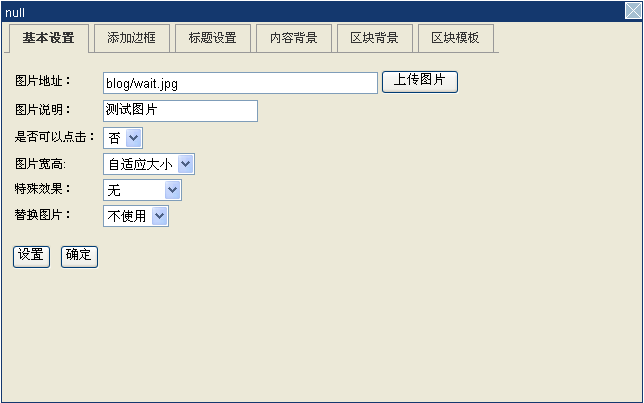 null
基本设置 添加边框 标题设置 内容背景 区块背景 区块模板
图片地址： blog/wait.jpg 上传图片
图片说明： 测试图片
是否可以点击： 否
图片宽高: 自适应大小
特殊效果： 无
替换图片： 不使用
设置 确定